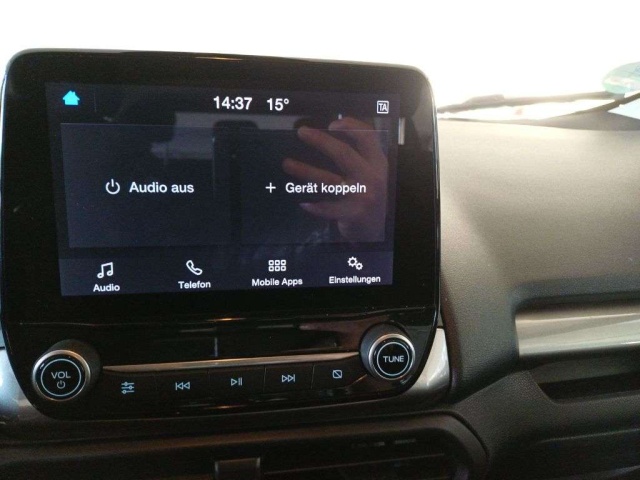 14:37 15° TA
Audio aus
+ Gerät koppeln
Audio
Telefon
Mobile Apps
Einstellungen
VOL
TUNE